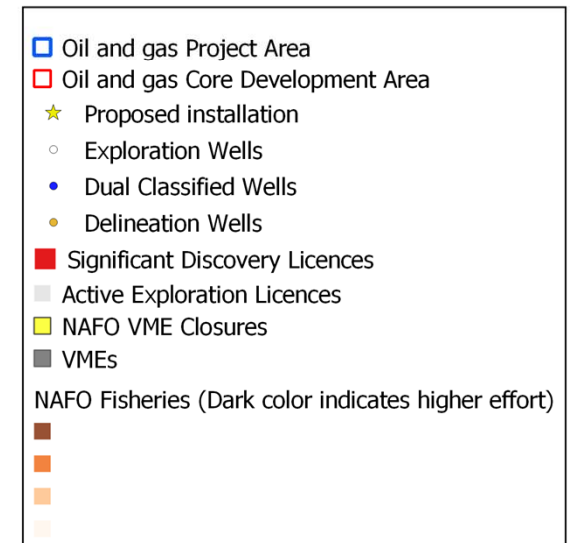 Oil and gas Project Area
Oil and gas Core Development Area
Proposed installation
Exploration Wells
Dual Classified Wells
Delineation Wells
Significant Discovery Licences
Active Exploration Licences
NAFO VME Closures
VMEs
NAFO Fisheries (Dark color indicates higher effort)